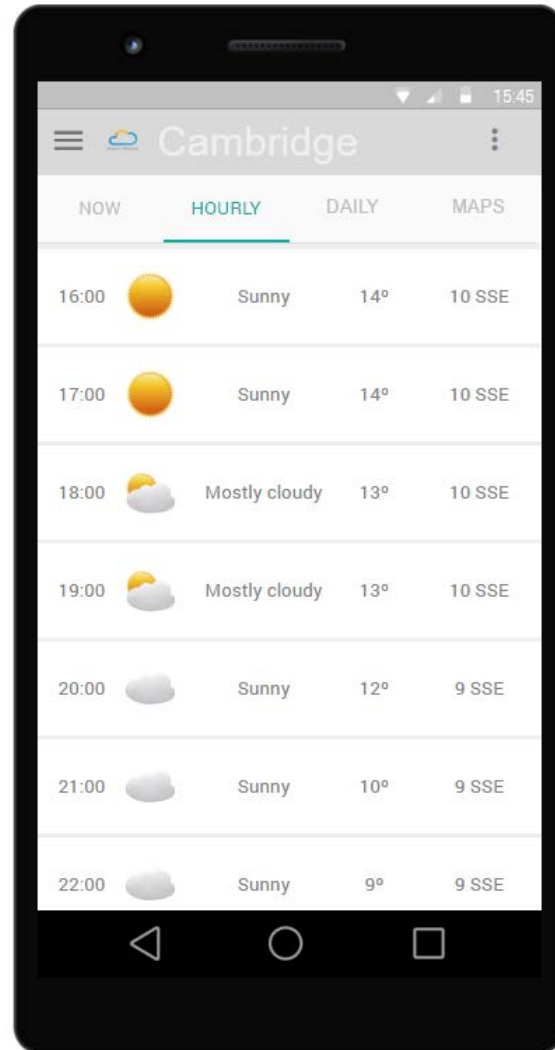 15:45
Cambridge
NOW HOURLY DAILY MAPS
16:00 Sunny 14º 10 SSE
17:00 Sunny 14º 10 SSE
18:00 Mostly cloudy 13º 10 SSE
19:00 Mostly cloudy 13º 10 SSE
20:00 Sunny 12º 9 SSE
21:00 Sunny 10º 9 SSE
22:00 Sunny 9º 9 SSE